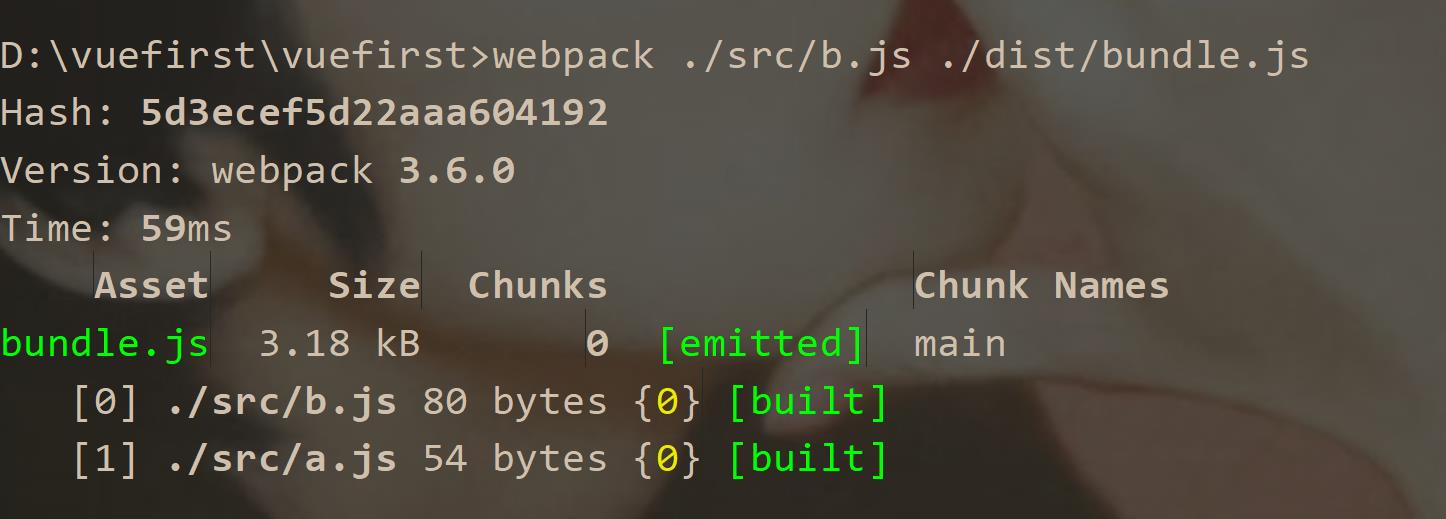 D:\vuefirst\vuefirst>webpack ./src/b.js ./dist/bundle.js
Hash: 5d3ecef5d22aaa604192
Version: webpack 3.6.0
Time: 59ms
    Asset     Size  Chunks             Chunk Names
bundle.js  3.18 kB       0  [emitted]  main
   [0] ./src/b.js 80 bytes {0} [built]
   [1] ./src/a.js 54 bytes {0} [built]